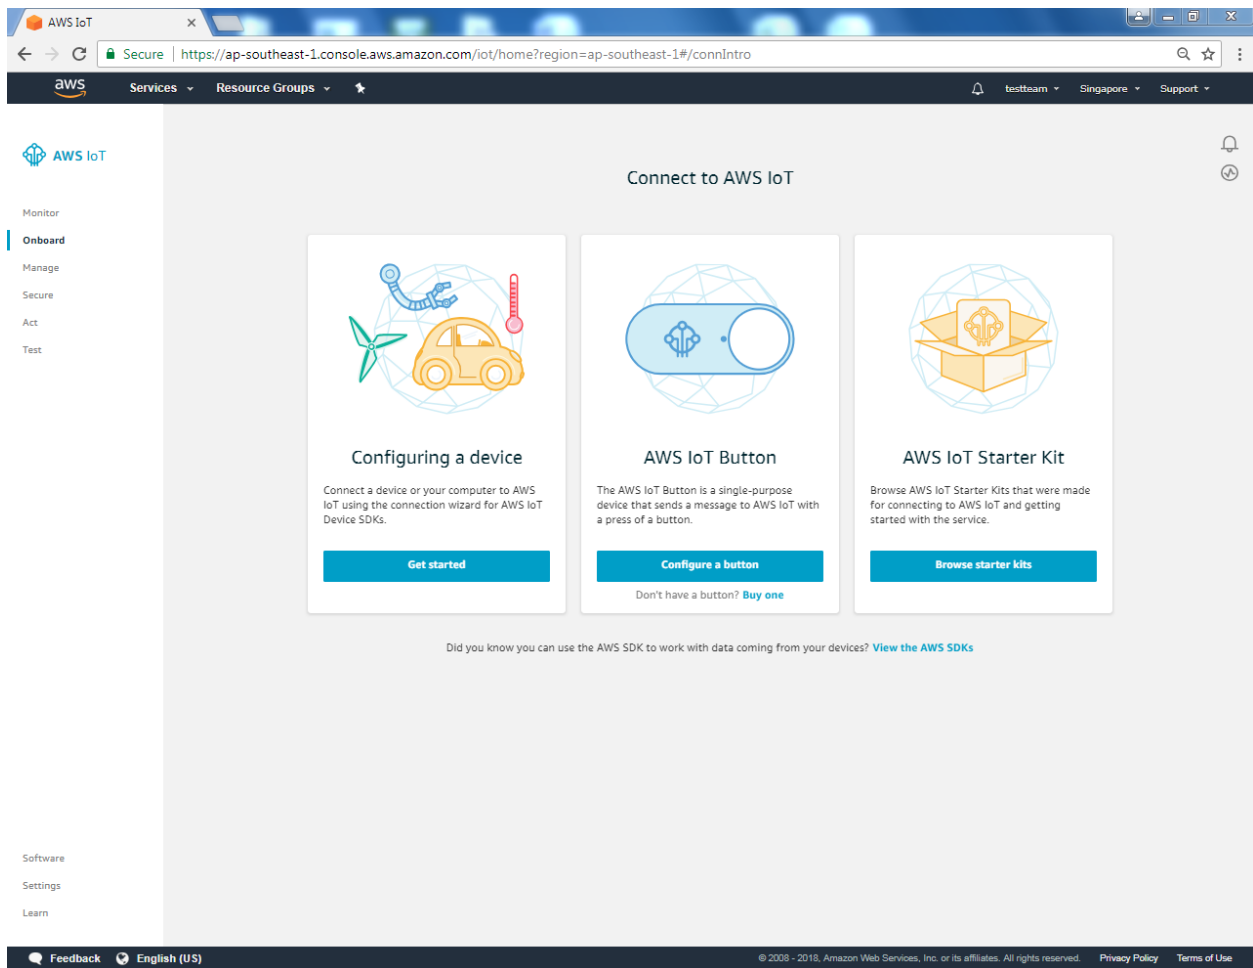 AWS IoT
Secure | https://ap-southeast-1.console.aws.amazon.com/iot/home?region=ap-southeast-1#/connIntro
aws Services Resource Groups testteam Singapore Support
AWS IoT
Monitor
Onboard
Manage
Secure
Act
Test
Software
Settings
Learn
Connect to AWS IoT
Configuring a device
Connect a device or your computer to AWS
IoT using the connection wizard for AWS IoT
Device SDKs.
Get started
AWS IoT Button
The AWS IoT Button is a single-purpose
device that sends a message to AWS IoT with
a press of a button.
Configure a button
Don't have a button? Buy one
AWS IoT Starter Kit
Browse AWS IoT Starter Kits that were made
for connecting to AWS IoT and getting
started with the service.
Browse starter kits
Did you know you can use the AWS SDK to work with data coming from your devices? View the AWS SDKs
Feedback English (US) © 2008 - 2018, Amazon Web Services, Inc. or its affiliates. All rights reserved. Privacy Policy Terms of Use